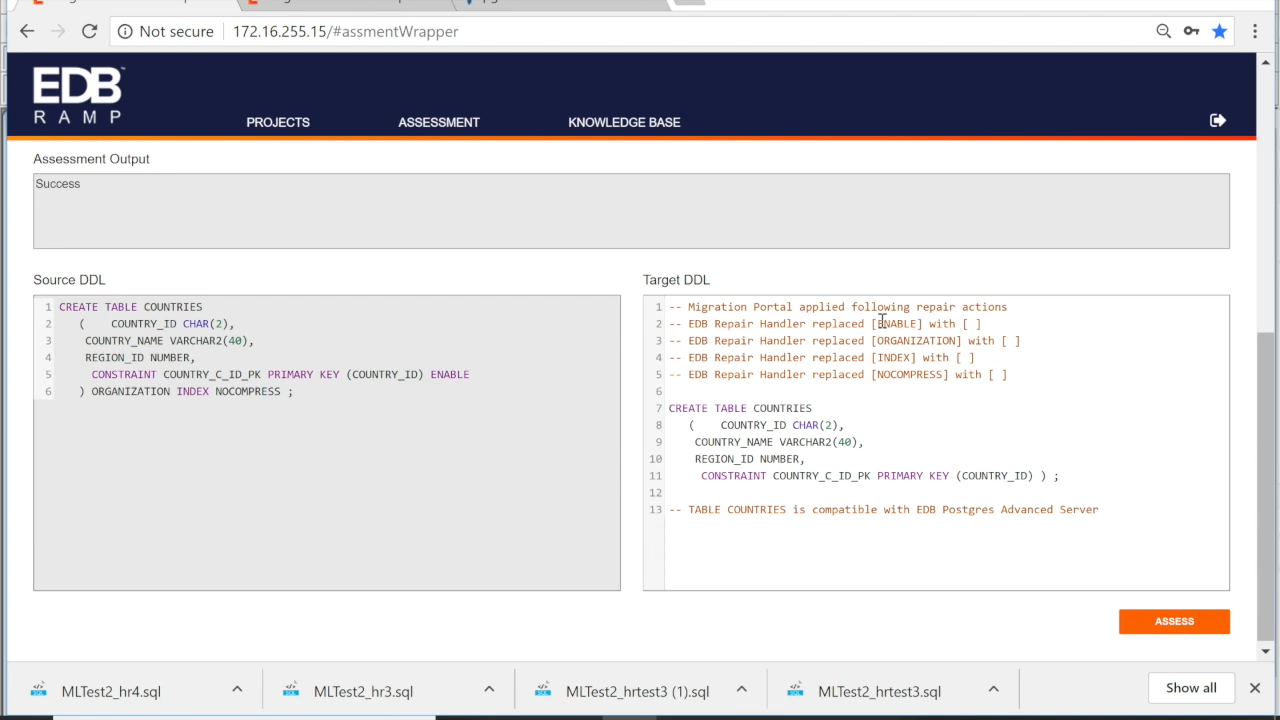 Not secure 172.16.255.15/#assmentWrapper
EDB
RAMP
PROJECTS ASSESSMENT KNOWLEDGE BASE
Assessment Output
Success
Source DDL
1 CREATE TABLE COUNTRIES
2 ( COUNTRY_ID CHAR(2),
3 COUNTRY_NAME VARCHAR2(40),
4 REGION_ID NUMBER,
5 CONSTRAINT COUNTRY_C_ID_PK PRIMARY KEY (COUNTRY_ID) ENABLE
6 ) ORGANIZATION INDEX NOCOMPRESS ;
Target DDL
1 -- Migration Portal applied following repair actions
2 -- EDB Repair Handler replaced [ENABLE] with [ ]
3 -- EDB Repair Handler replaced [ORGANIZATION] with [ ]
4 -- EDB Repair Handler replaced [INDEX] with [ ]
5 -- EDB Repair Handler replaced [NOCOMPRESS] with [ ]
6
7 CREATE TABLE COUNTRIES
8 ( COUNTRY_ID CHAR(2),
9 COUNTRY_NAME VARCHAR2(40),
10 REGION_ID NUMBER,
11 CONSTRAINT COUNTRY_C_ID_PK PRIMARY KEY (COUNTRY_ID) ) ;
12
13 -- TABLE COUNTRIES is compatible with EDB Postgres Advanced Server
ASSESS
MLTest2_hr4.sql MLTest2_hr3.sql MLTest2_hrtest3 (1).sql MLTest2_hrtest3.sql Show all